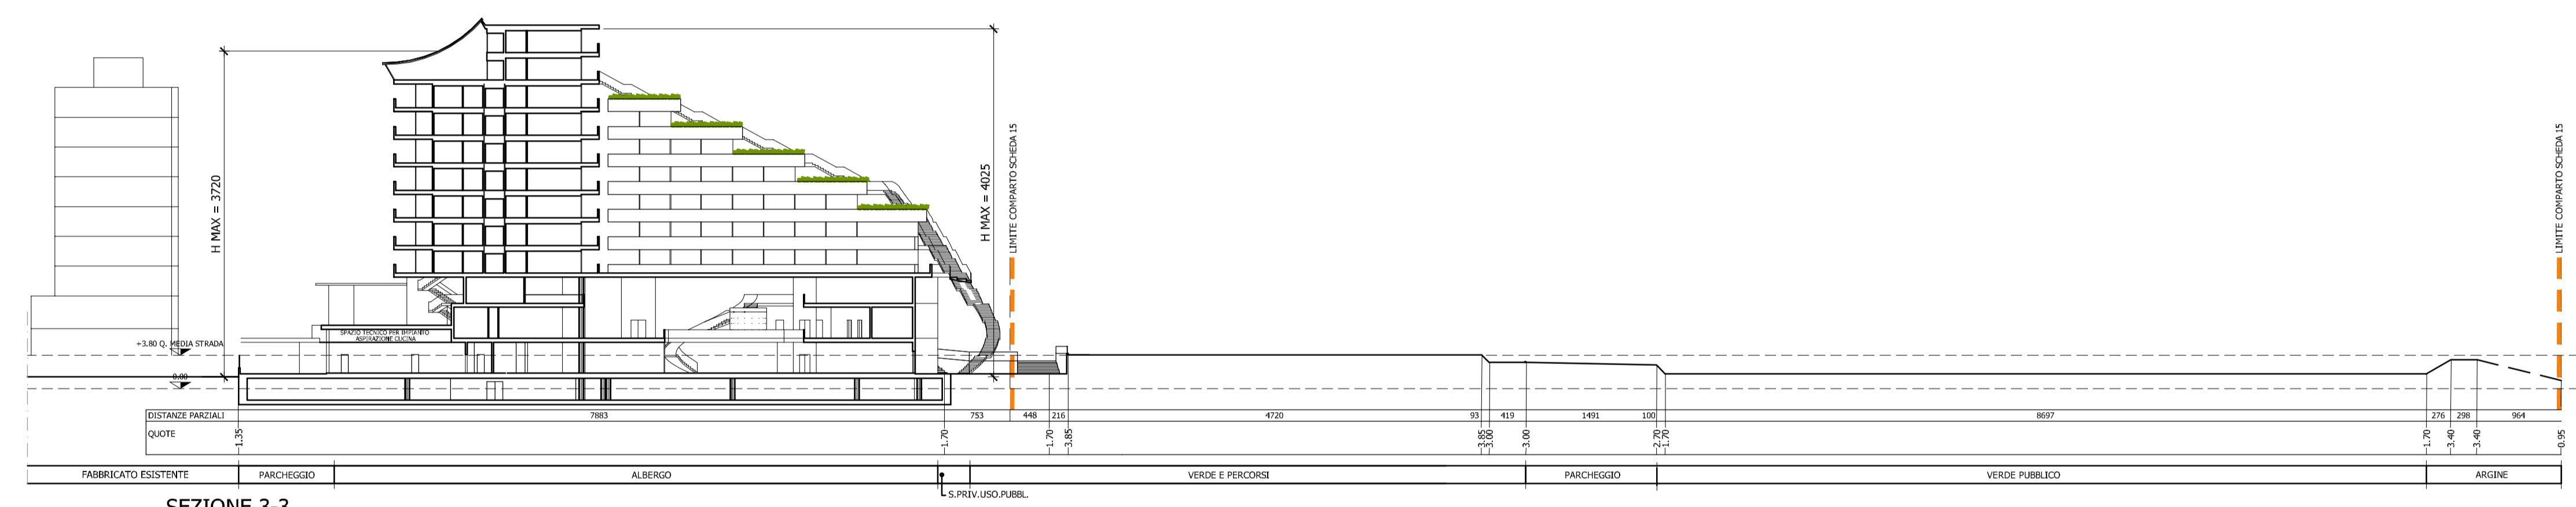 H MAX = 3720
H MAX = 4025
LIMITE COMPARTO SCHEDA 15
LIMITE COMPARTO SCHEDA 15
SPAZIO TECNICO PER IMPIANTO
ASPIRAZIONE CUCINA
+3.80 Q. MEDIA STRADA
0.00
DISTANZE PARZIALI 7883 753 448 216 4720 93 419 1491 100 8697 276 298 964
QUOTE 1.35 1.70 1.70 3.85 3.85 3.00 3.00 2.70 1.70 1.70 3.40 3.40 0.95
FABBRICATO ESISTENTE PARCHEGGIO ALBERGO VERDE E PERCORSI PARCHEGGIO VERDE PUBBLICO ARGINE
S.PRIV.USO.PUBBL.
SEZIONE 3-3